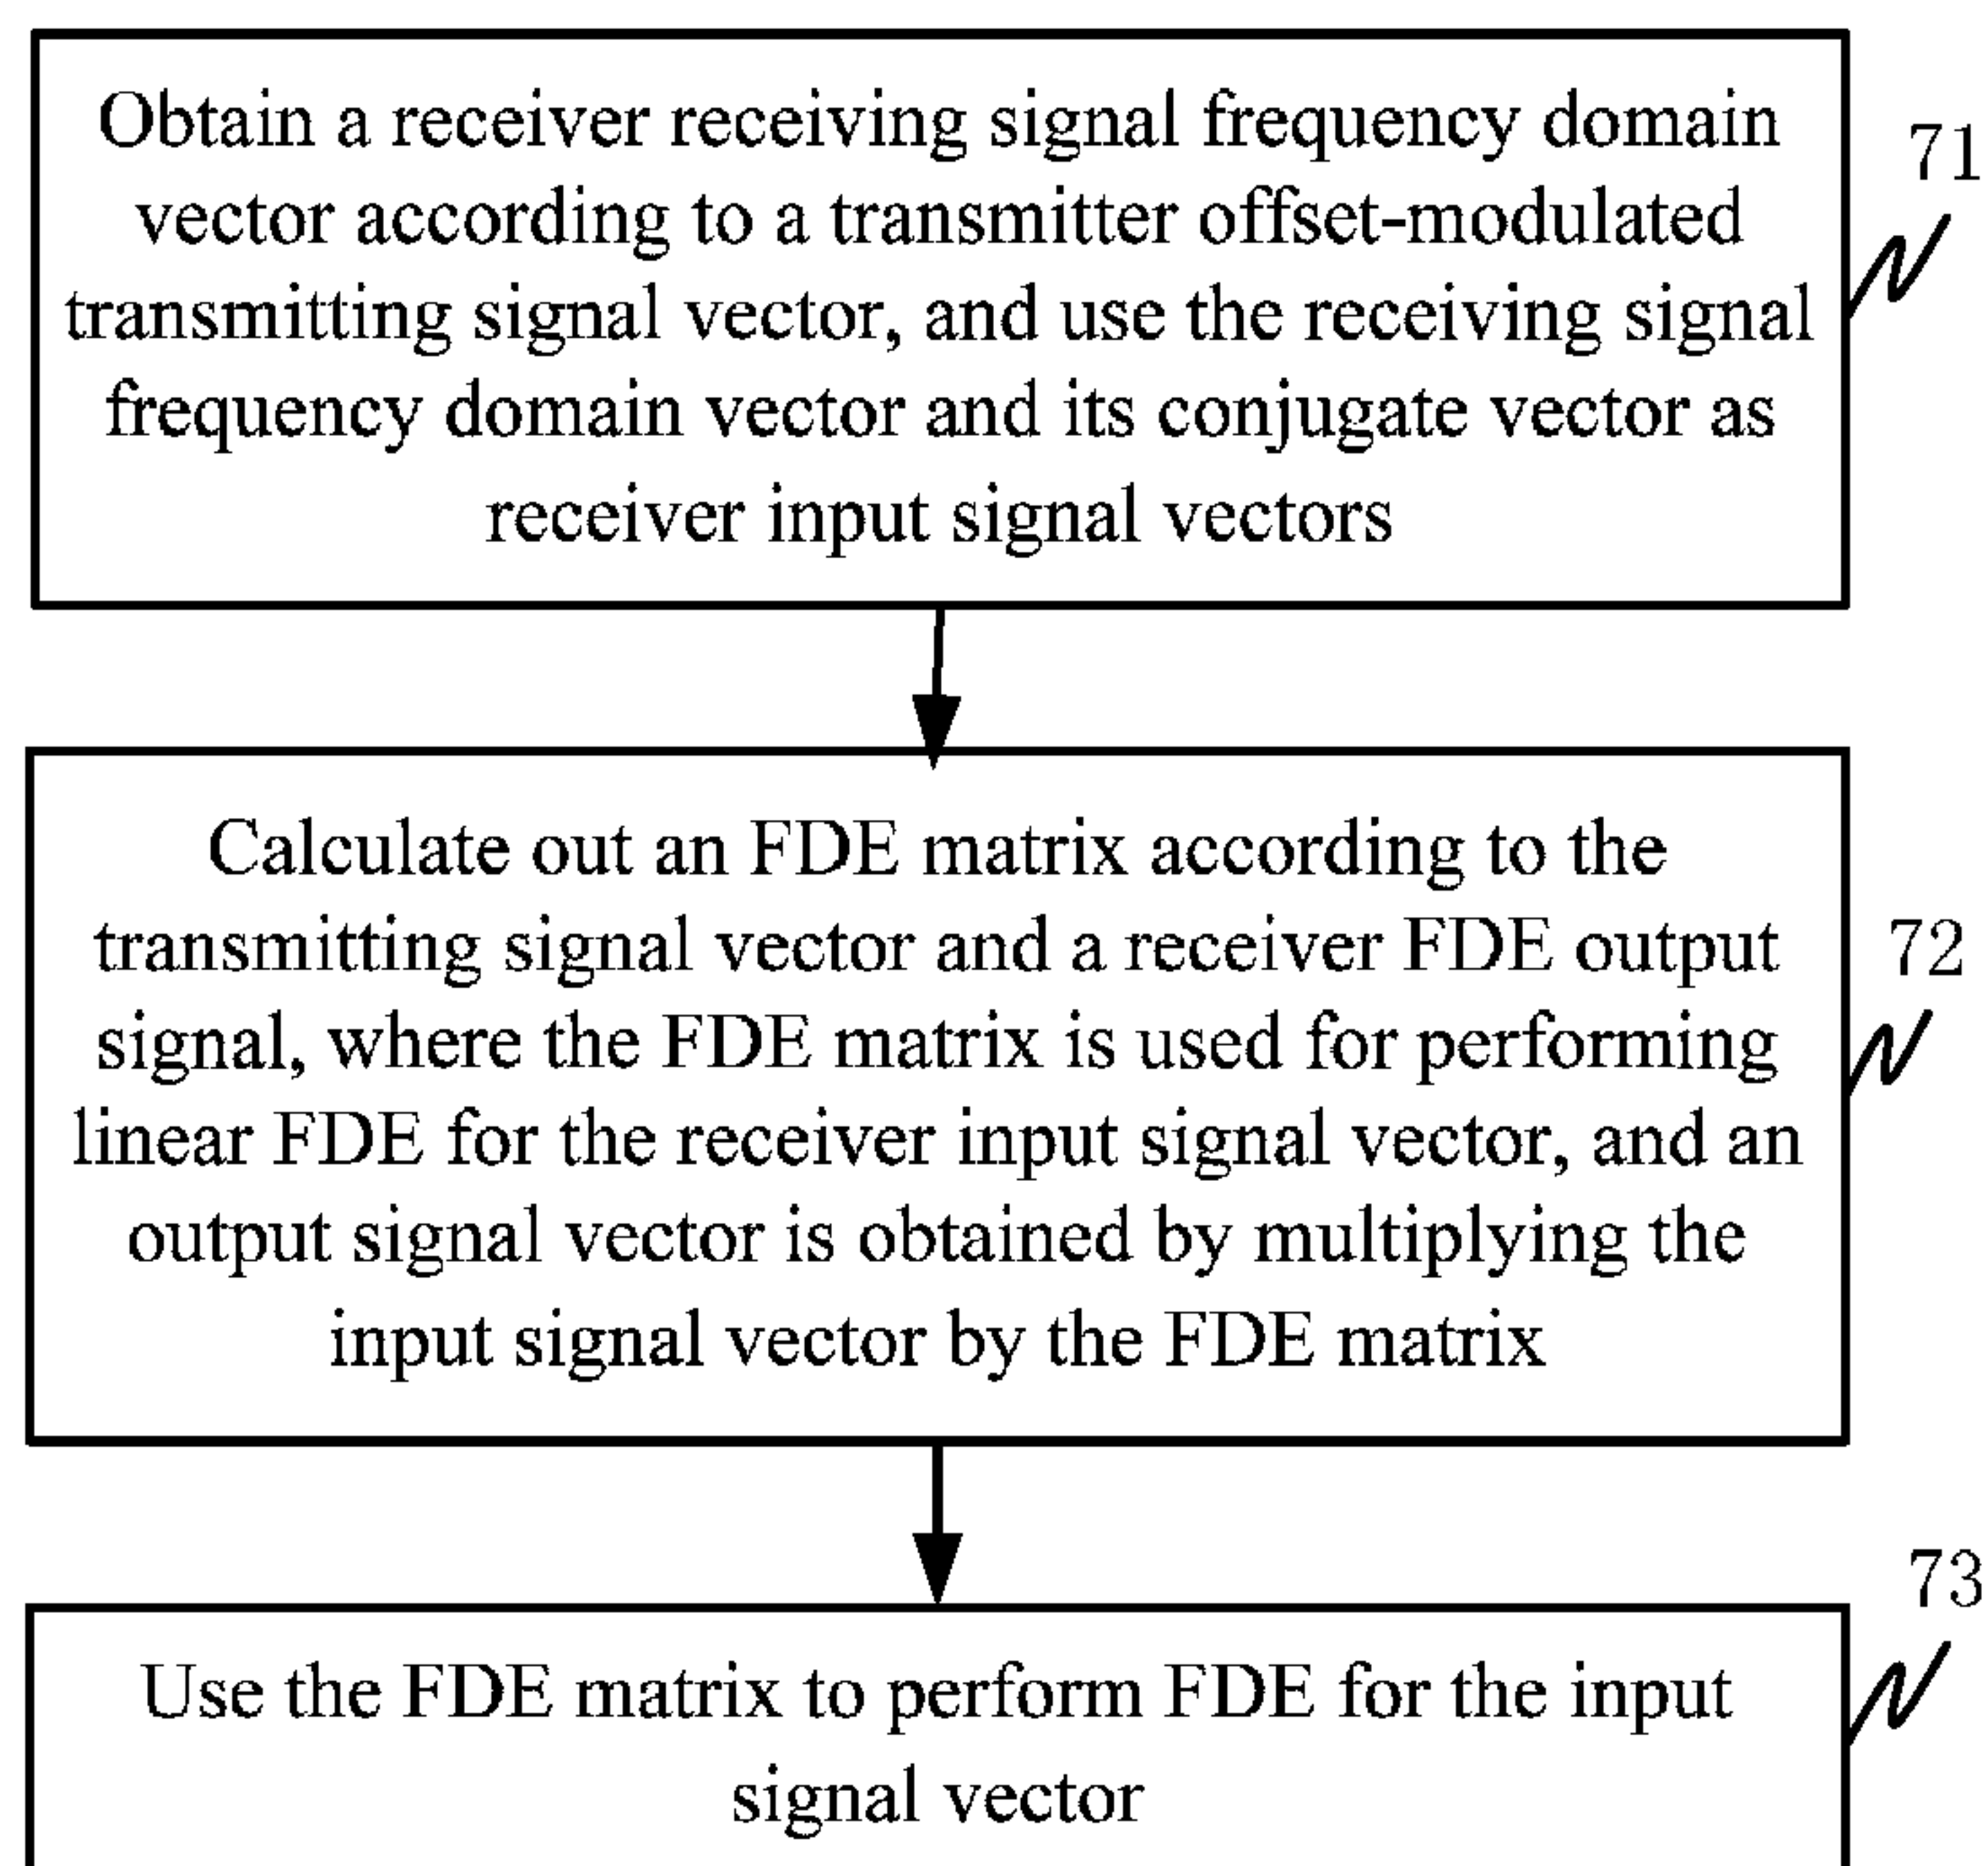 Obtain a receiver receiving signal frequency domain
vector according to a transmitter offset-modulated
transmitting signal vector, and use the receiving signal
frequency domain vector and its conjugate vector as
receiver input signal vectors
71
Calculate out an FDE matrix according to the
transmitting signal vector and a receiver FDE output
signal, where the FDE matrix is used for performing
linear FDE for the receiver input signal vector, and an
output signal vector is obtained by multiplying the
input signal vector by the FDE matrix
72
Use the FDE matrix to perform FDE for the input
signal vector
73